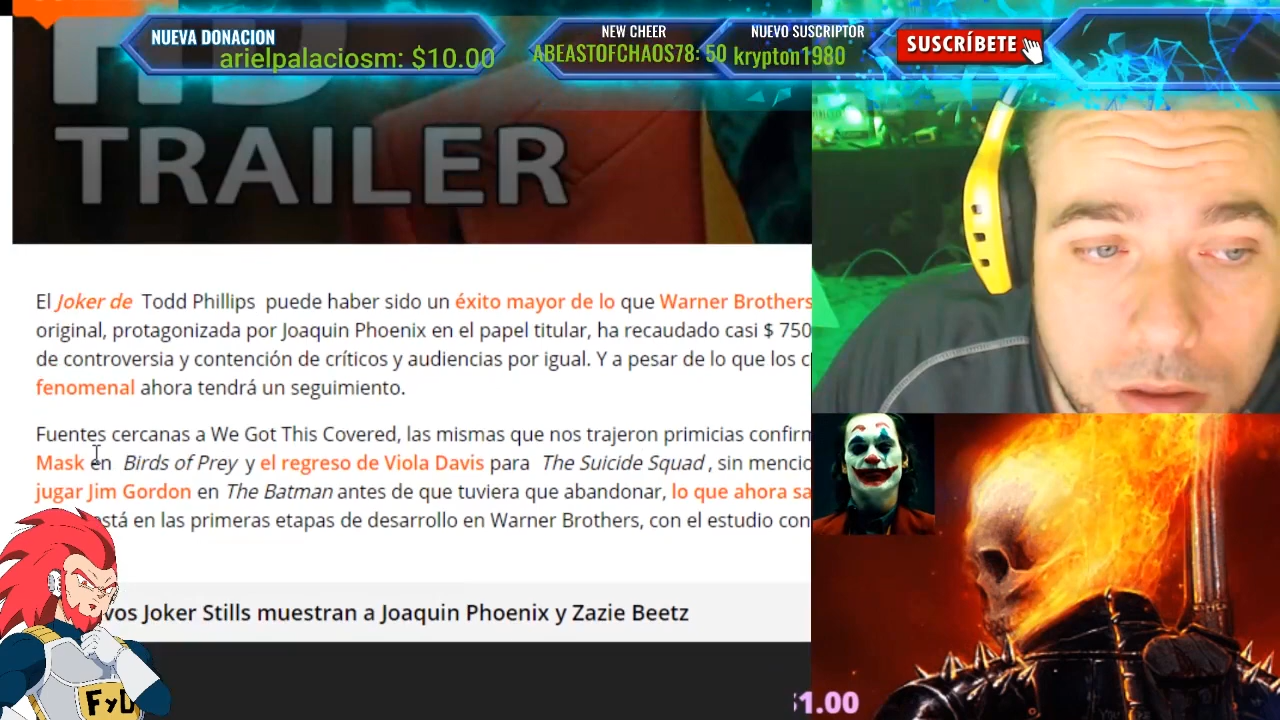 NUEVA DONACION
arielpalaciosm: $10.00
NEW CHEER
ABEASTOFCHAOS78: 50
NUEVO SUSCRIPTOR
krypton1980
SUSCRÍBETE
TRAILER
El Joker de Todd Phillips puede haber sido un éxito mayor de lo que Warner Brothers
original, protagonizada por Joaquin Phoenix en el papel titular, ha recaudado casi $ 750
de controversia y contención de críticos y audiencias por igual. Y a pesar de lo que los
fenomenal ahora tendrá un seguimiento.
Fuentes cercanas a We Got This Covered, las mismas que nos trajeron primicias
Mask en Birds of Prey y el regreso de Viola Davis para The Suicide Squad, sin
jugar Jim Gordon en The Batman antes de que tuviera que abandonar, lo que ahora
está en las primeras etapas de desarrollo en Warner Brothers, con el estudio
Joker Stills muestran a Joaquin Phoenix y Zazie Beetz
FyD
$1.00